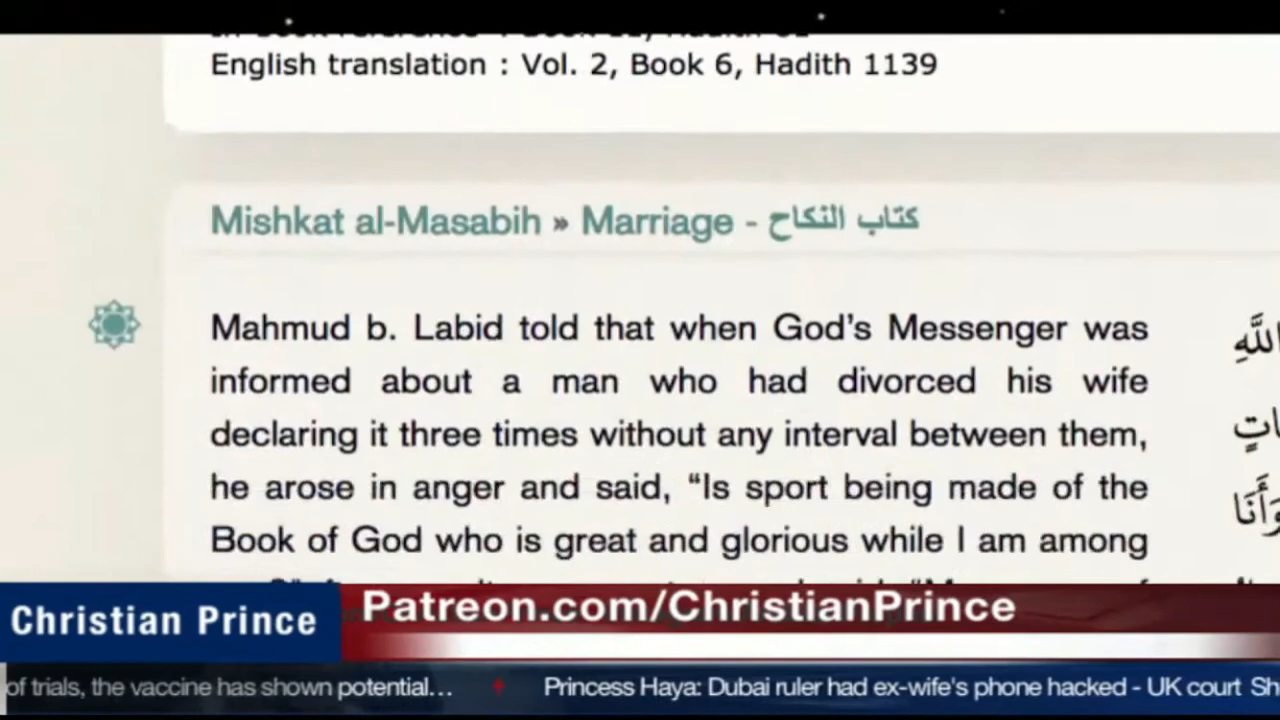 English translation : Vol. 2, Book 6, Hadith 1139
Mishkat al-Masabih » Marriage - كتاب النكاح
Mahmud b. Labid told that when God's Messenger was
informed about a man who had divorced his wife
declaring it three times without any interval between them,
he arose in anger and said, “Is sport being made of the
Book of God who is great and glorious while I am among
Christian Prince
Patreon.com/ChristianPrince
of trials, the vaccine has shown potential... Princess Haya: Dubai ruler had ex-wife's phone hacked - UK court Sh